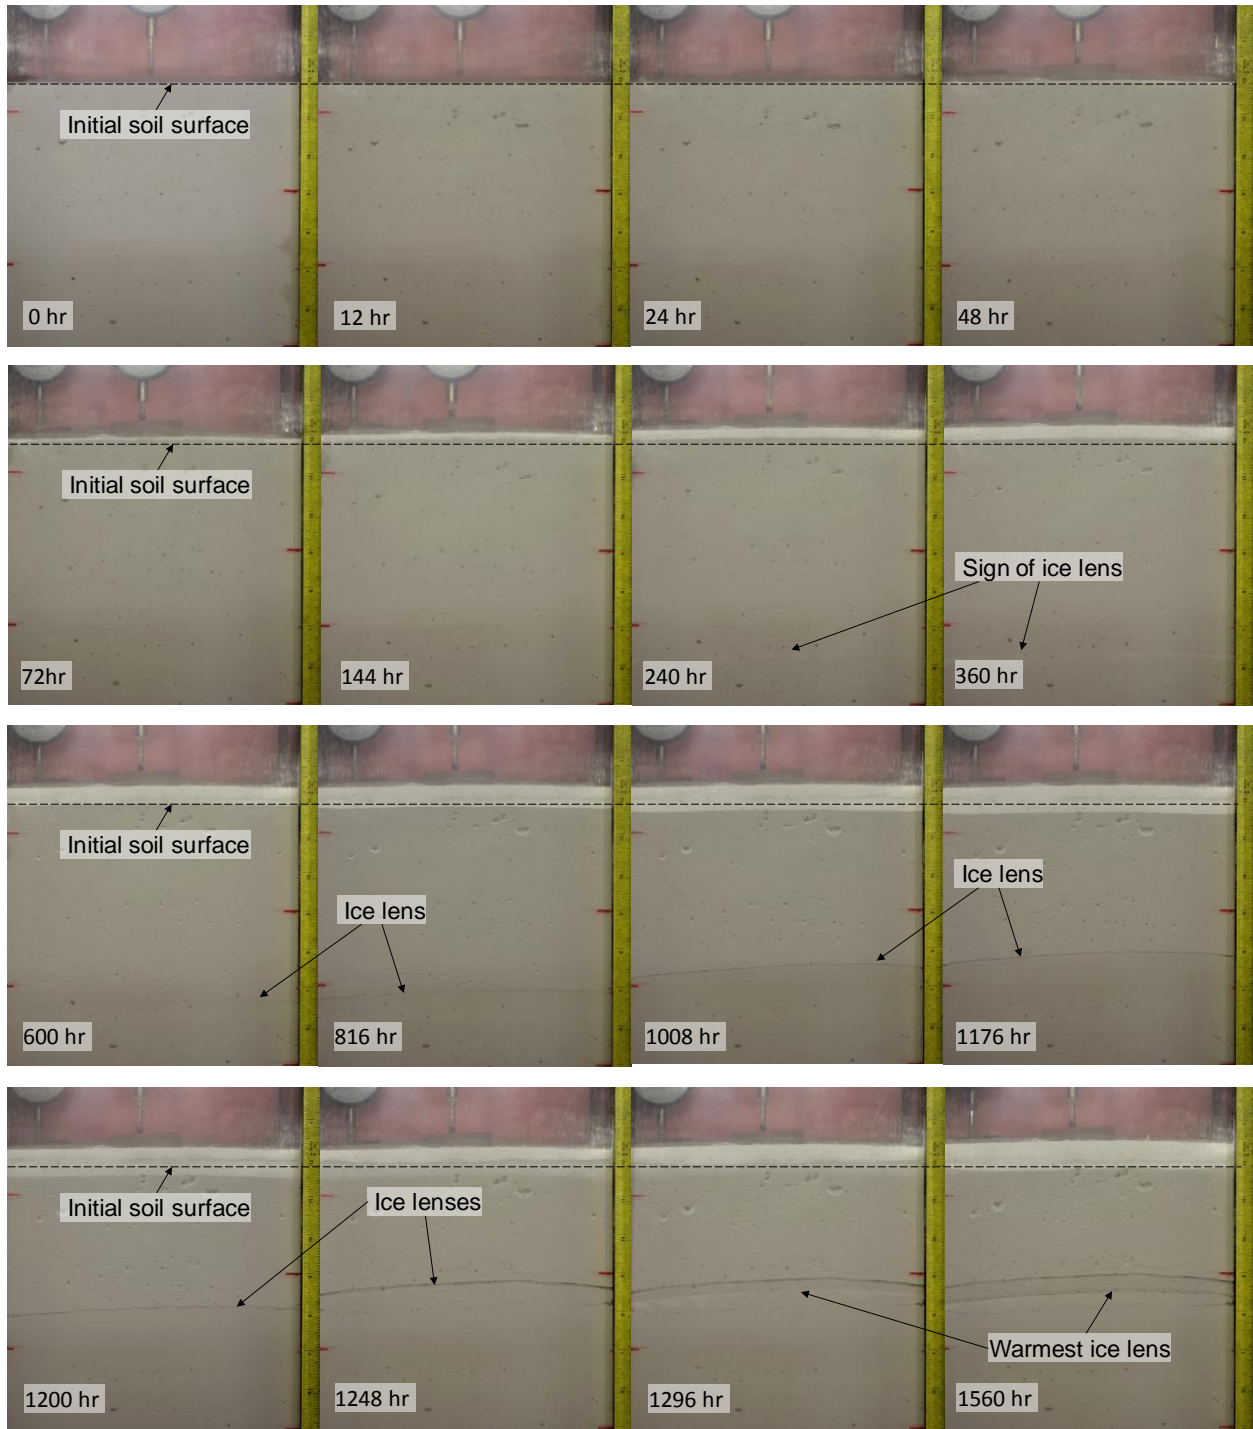 Initial soil surface
0 hr
12 hr
24 hr
48 hr
Initial soil surface
Sign of ice lens
72hr
144 hr
240 hr
360 hr
Initial soil surface
Ice lens
Ice lens
600 hr
816 hr
1008 hr
1176 hr
Initial soil surface
Ice lenses
Warmest ice lens
1200 hr
1248 hr
1296 hr
1560 hr